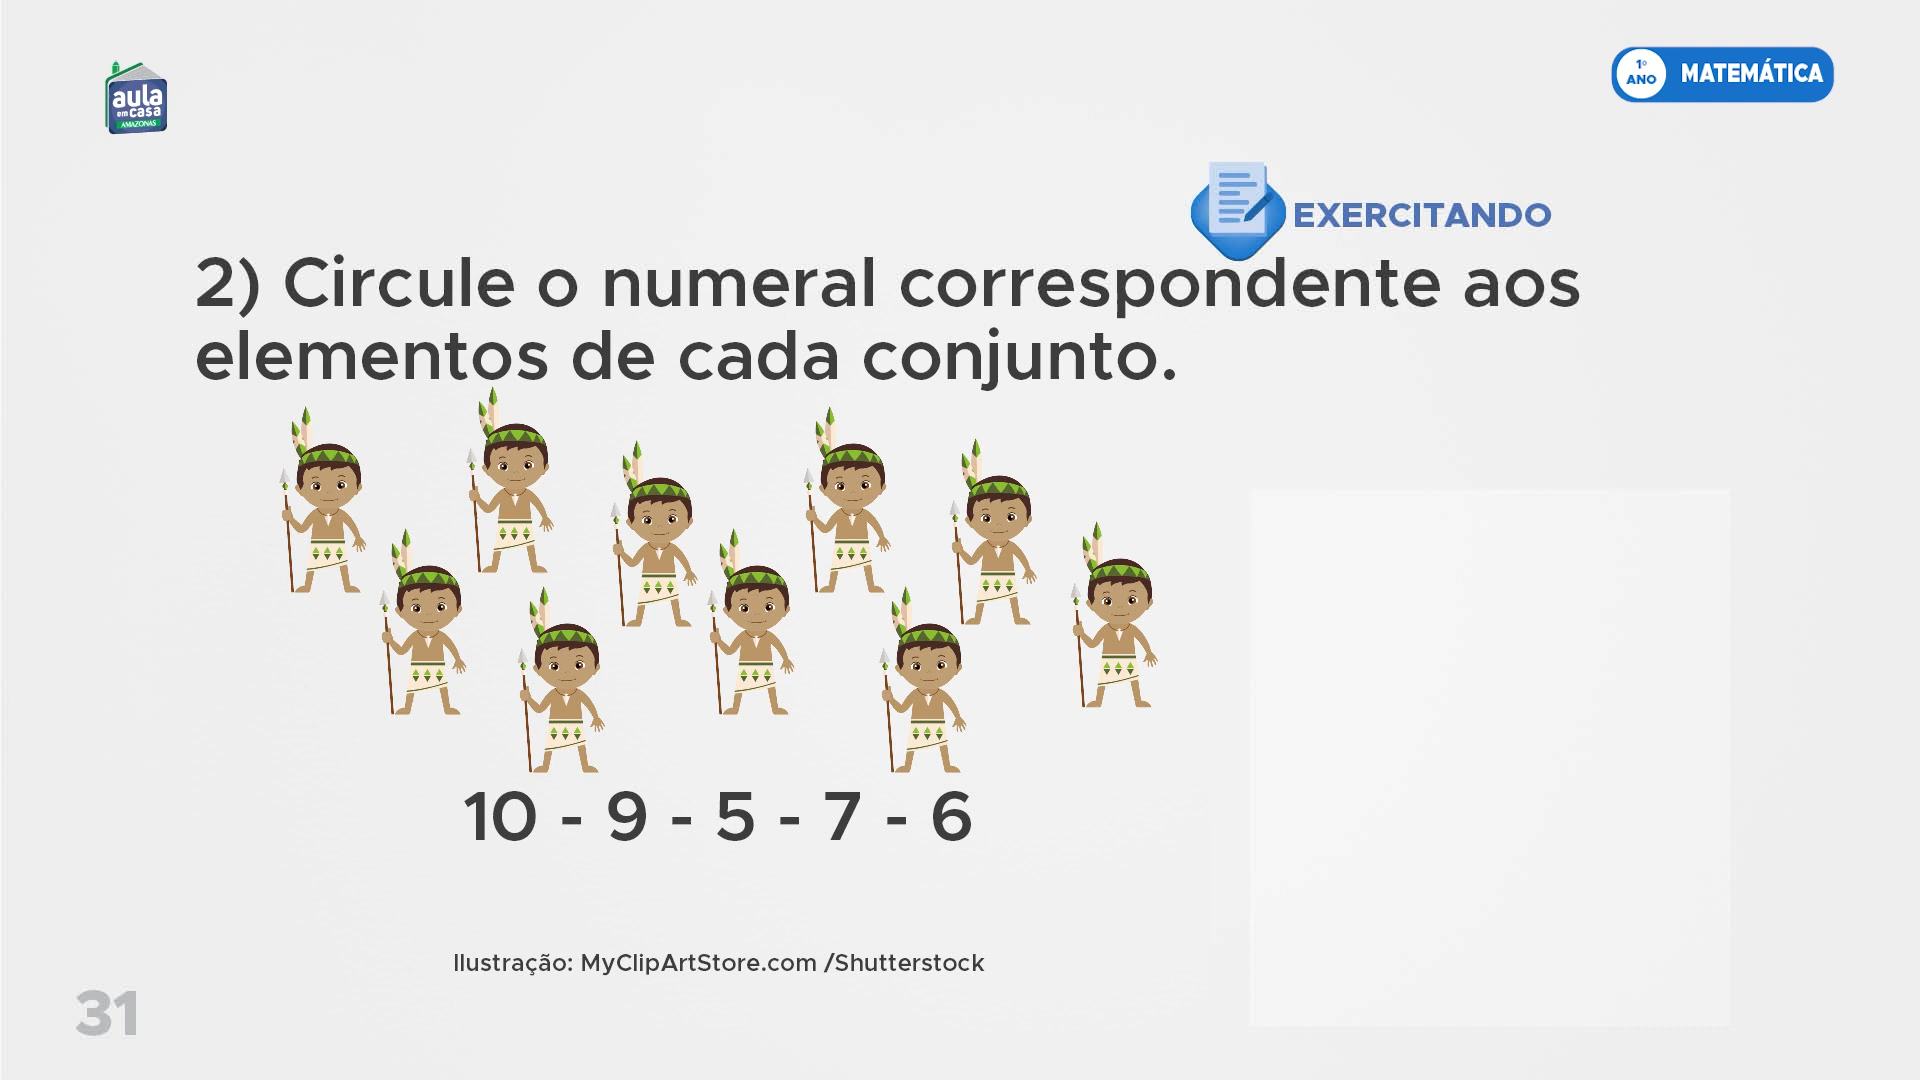 aula
em casa
AMAZONAS
1º
ANO
MATEMÁTICA
EXERCITANDO
2) Circule o numeral correspondente aos
elementos de cada conjunto.
10 - 9 - 5 - 7 - 6
Ilustração: MyClipArtStore.com /Shutterstock
31